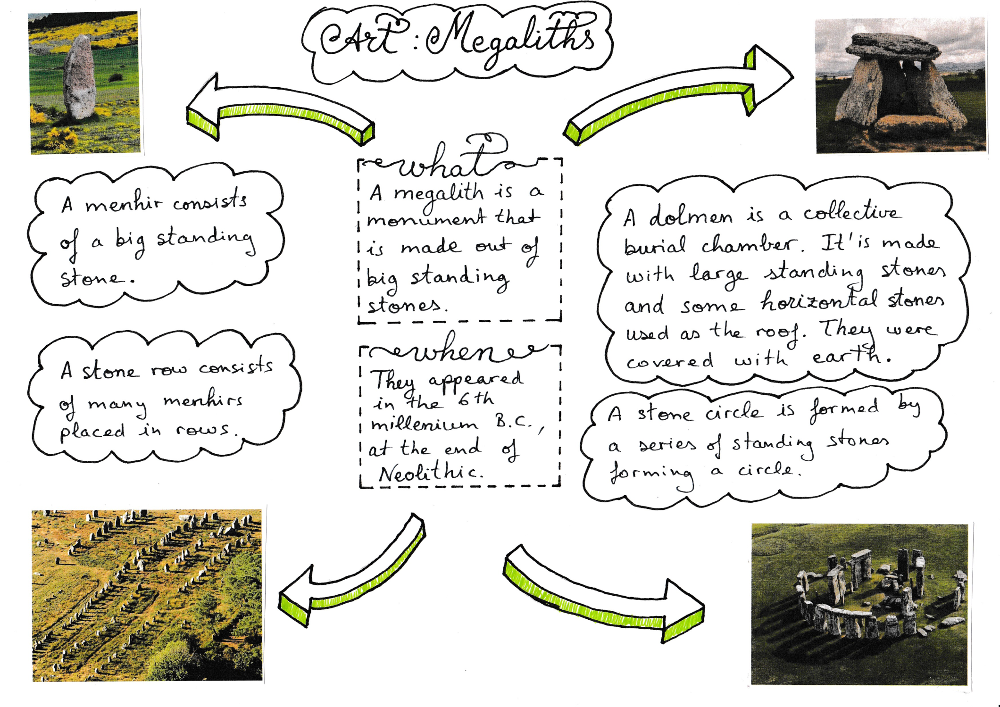 Art: Megaliths
what
A megalith is a
monument that
is made out of
big standing
stones.
when
They appeared
in the 6th
millenium B.C.,
at the end of
Neolithic.
A menhir consists
of a big standing
stone.
A stone row consists
of many menhirs
placed in rows.
A dolmen is a collective
burial chamber. It'is made
with large standing stones
and some horizontal stones
used as the roof. They were
covered with earth.
A stone circle is formed by
a series of standing stones
forming a circle.